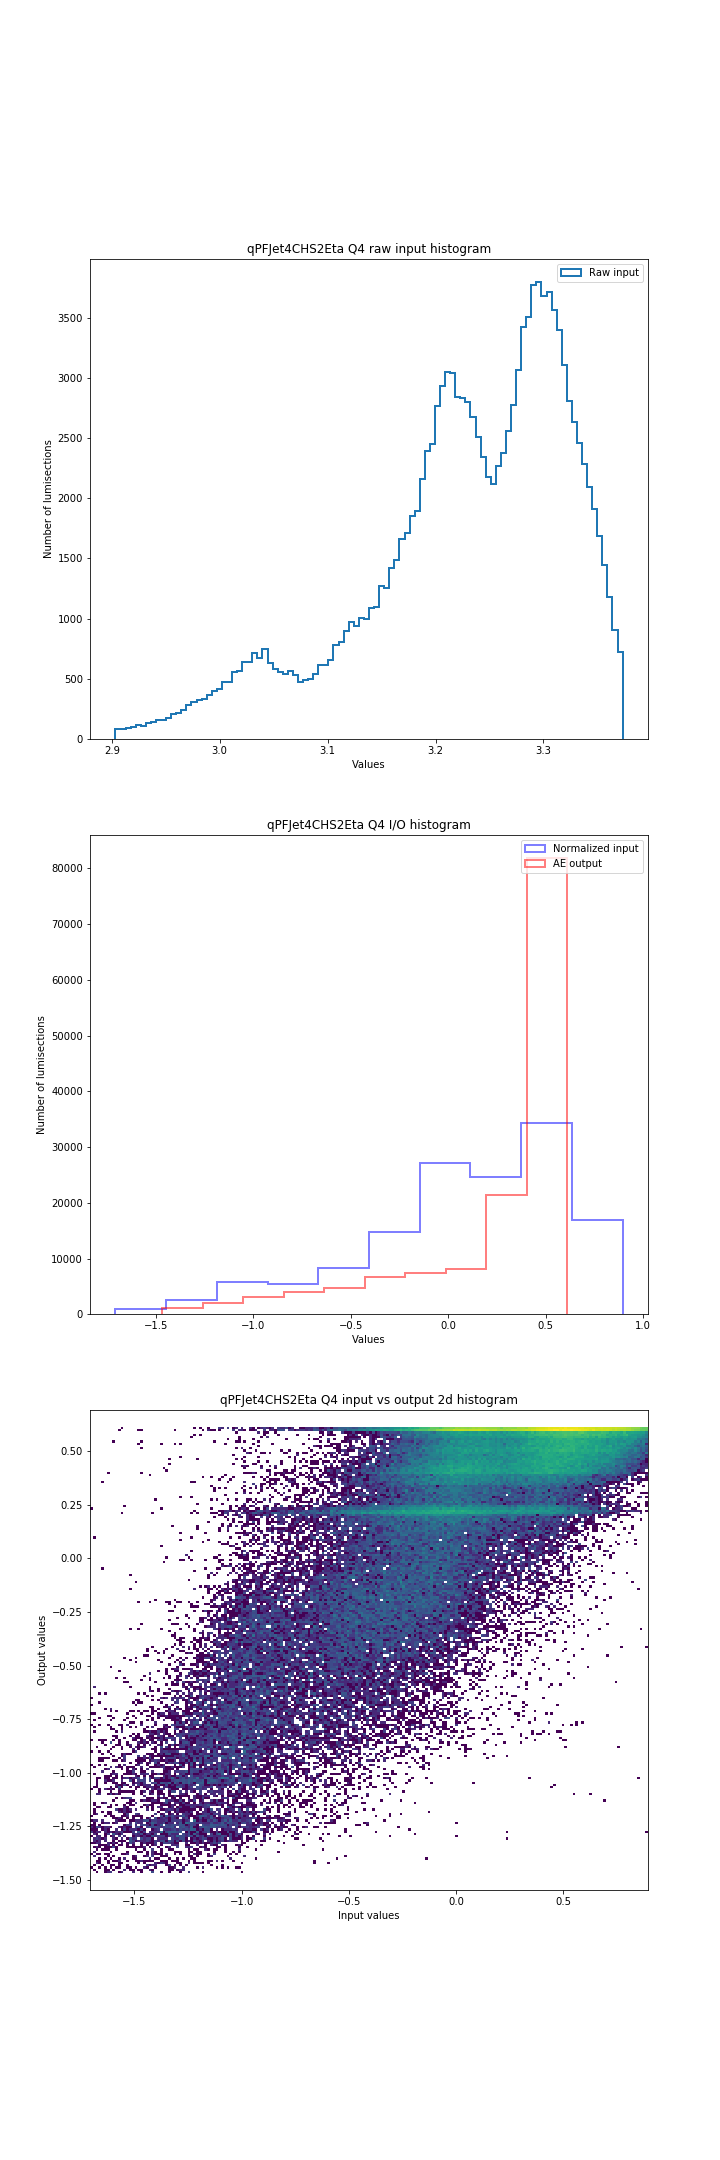 qPFJet4CHS2Eta Q4 raw input histogram
Raw input
3500
3000
2500
2000
1500
1000
500
0
Number of lumisections
2.9 3.0 3.1 3.2 3.3
Values
qPFJet4CHS2Eta Q4 I/O histogram
Normalized input
AE output
80000
70000
60000
50000
40000
30000
20000
10000
0
Number of lumisections
−1.5 −1.0 −0.5 0.0 0.5 1.0
Values
qPFJet4CHS2Eta Q4 input vs output 2d histogram
0.50
0.25
0.00
−0.25
−0.50
−0.75
−1.00
−1.25
−1.50
Output values
−1.5 −1.0 −0.5 0.0 0.5
Input values